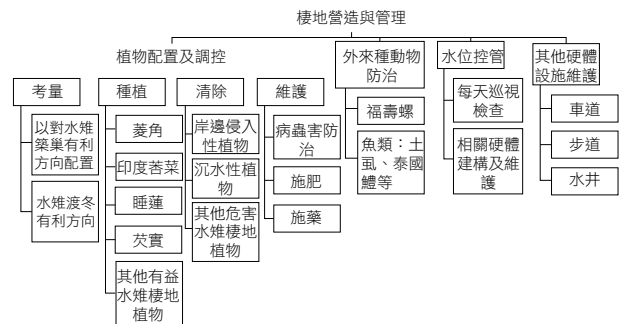 棲地營造與管理
植物配置及調控
考量
以對水雉
築巢有利
方向配置
水雉渡冬
有利方向
種植
菱角
印度莕菜
睡蓮
芡實
其他有益
水雉棲地
植物
清除
岸邊侵入
性植物
沉水性植
物
其他危害
水雉棲地
植物
維護
病蟲害防
治
施肥
施藥
外來種動物
防治
福壽螺
魚類：土
虱、泰國
鱧等
水位控管
每天巡視
檢查
相關硬體
建構及維
護
其他硬體
設施維護
車道
步道
水井